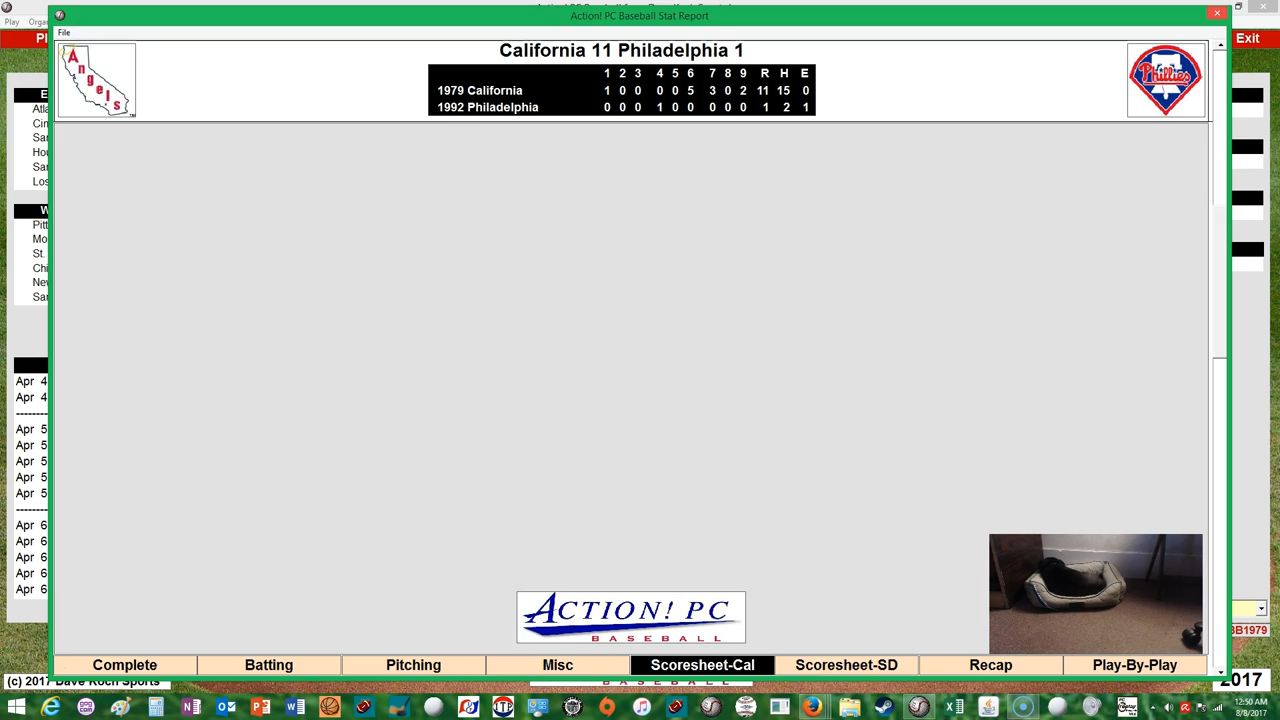 Action! PC Baseball Stat Report
Play
File
Exit
California 11 Philadelphia 1
1 2 3 4 5 6 7 8 9 R H E
1979 California 1 0 0 0 0 5 3 0 2 11 15 0
1992 Philadelphia 0 0 0 1 0 0 0 0 0 1 2 1
Angels
Phillies
Apr 4
Apr 4
Apr 5
Apr 5
Apr 5
Apr 5
Apr 5
Apr 6
Apr 6
Apr 6
Apr 6
Apr 6
ACTION! PC
BASEBALL
Complete Batting Pitching Misc Scoresheet-Cal Scoresheet-SD Recap Play-By-Play
2017
12:50 AM
8/8/2017